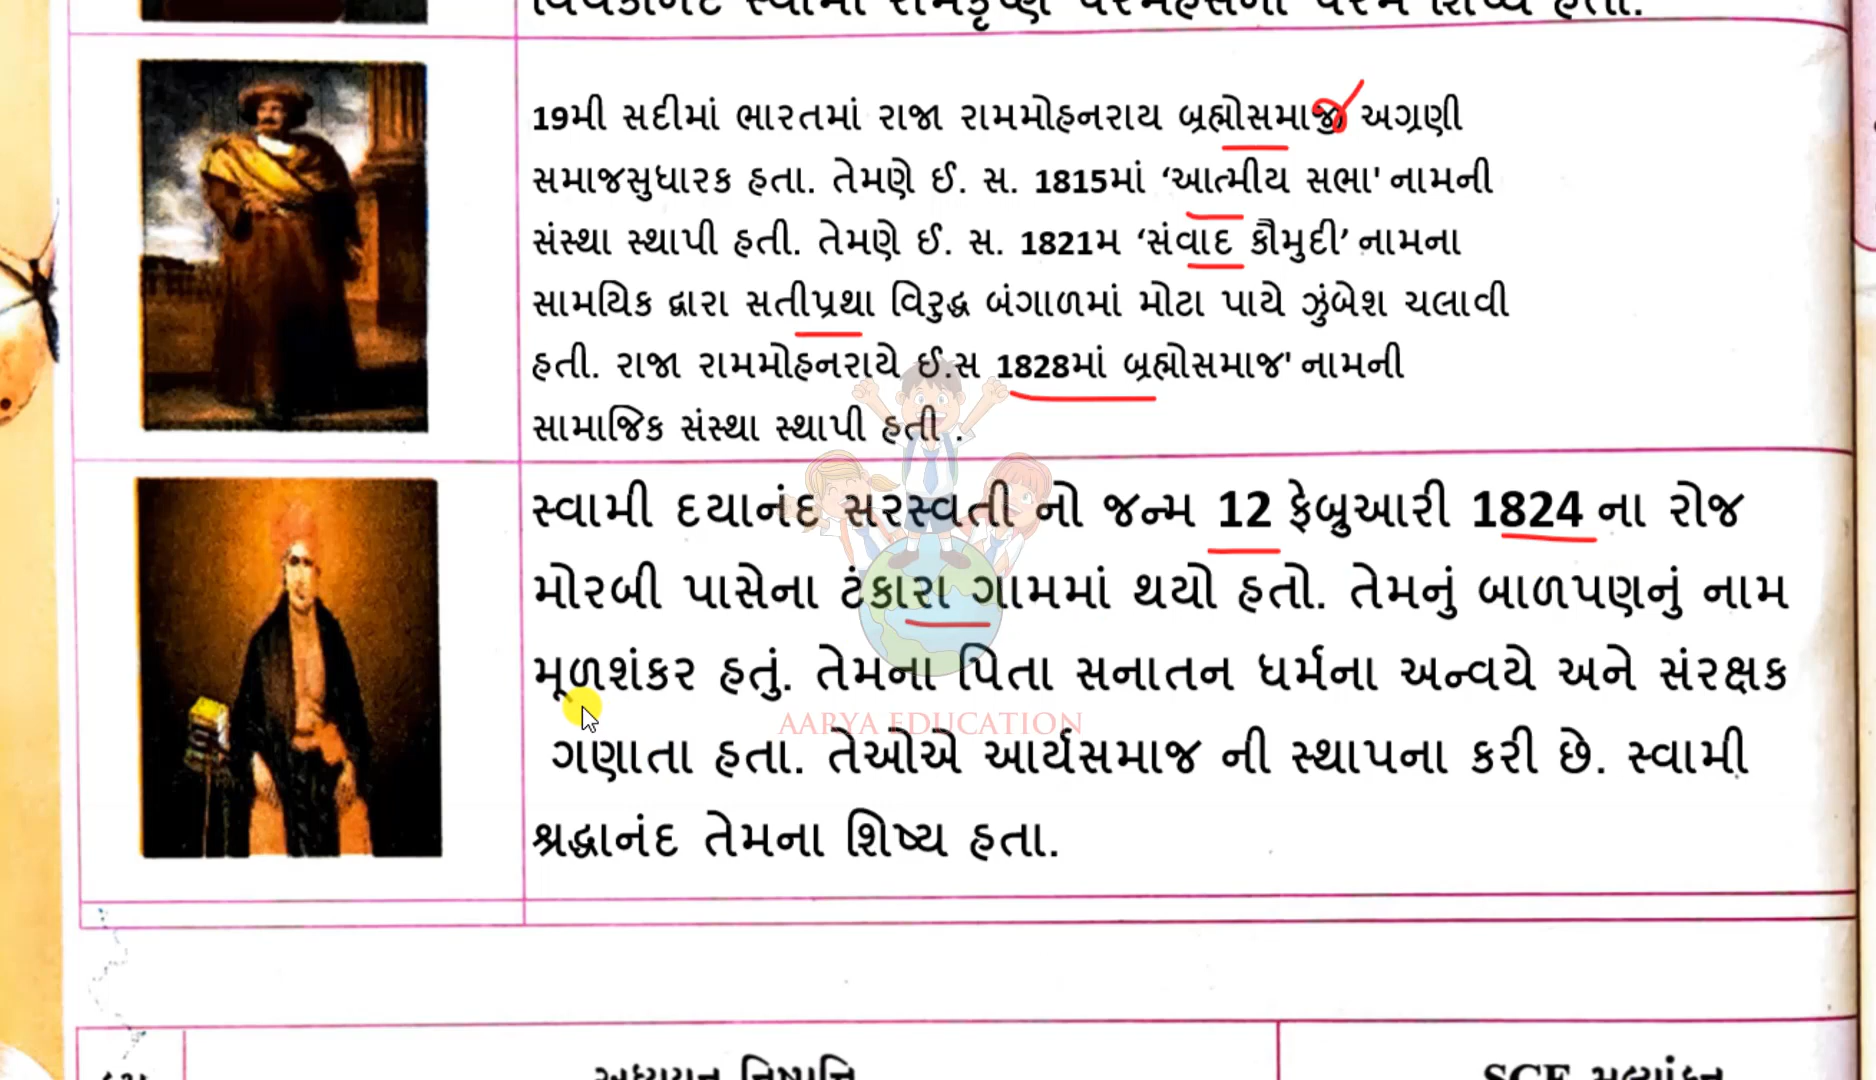 19મી સદીમાં ભારતમાં રાજા રામમોહનરાય બ્રહ્મોસમાજ અગ્રણી
સમાજસુધારક હતા. તેમણે ઈ. સ. 1815માં ‘આત્મીય સભા' નામની
સંસ્થા સ્થાપી હતી. તેમણે ઈ. સ. 1821મ ‘સંવાદ કૌમુદી’ નામના
સામયિક દ્વારા સતીપ્રથા વિરુદ્ધ બંગાળમાં મોટા પાયે ઝુંબેશ ચલાવી
હતી. રાજા રામમોહનરાયે ઈ.સ 1828માં બ્રહ્મોસમાજ' નામની
સામાજિક સંસ્થા સ્થાપી હતી .
સ્વામી દયાનંદ સરસ્વતી નો જન્મ 12 ફેબ્રુઆરી 1824 ના રોજ
મોરબી પાસેના ટંકારા ગામમાં થયો હતો. તેમનું બાળપણનું નામ
મૂળશંકર હતું. તેમના પિતા સનાતન ધર્મના અન્વયે અને સંરક્ષક
AARYA EDUCATION
ગણાતા હતા. તેઓએ આર્યસમાજ ની સ્થાપના કરી છે. સ્વામી
શ્રદ્ધાનંદ તેમના શિષ્ય હતા.